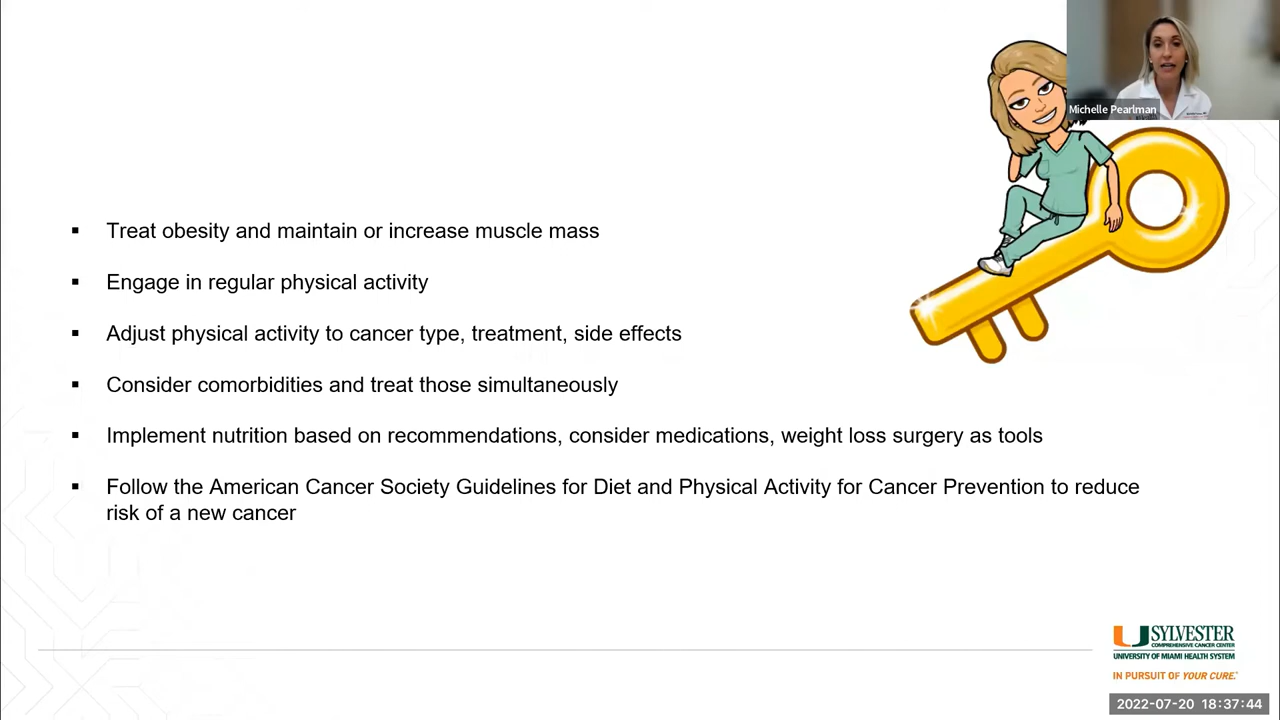 Michelle Pearlman
▪ Treat obesity and maintain or increase muscle mass
▪ Engage in regular physical activity
▪ Adjust physical activity to cancer type, treatment, side effects
▪ Consider comorbidities and treat those simultaneously
▪ Implement nutrition based on recommendations, consider medications, weight loss surgery as tools
▪ Follow the American Cancer Society Guidelines for Diet and Physical Activity for Cancer Prevention to reduce
risk of a new cancer
SYLVESTER
COMPREHENSIVE CANCER CENTER
UNIVERSITY OF MIAMI HEALTH SYSTEM
IN PURSUIT OF YOUR CURE.
2022-07-20 18:37:44